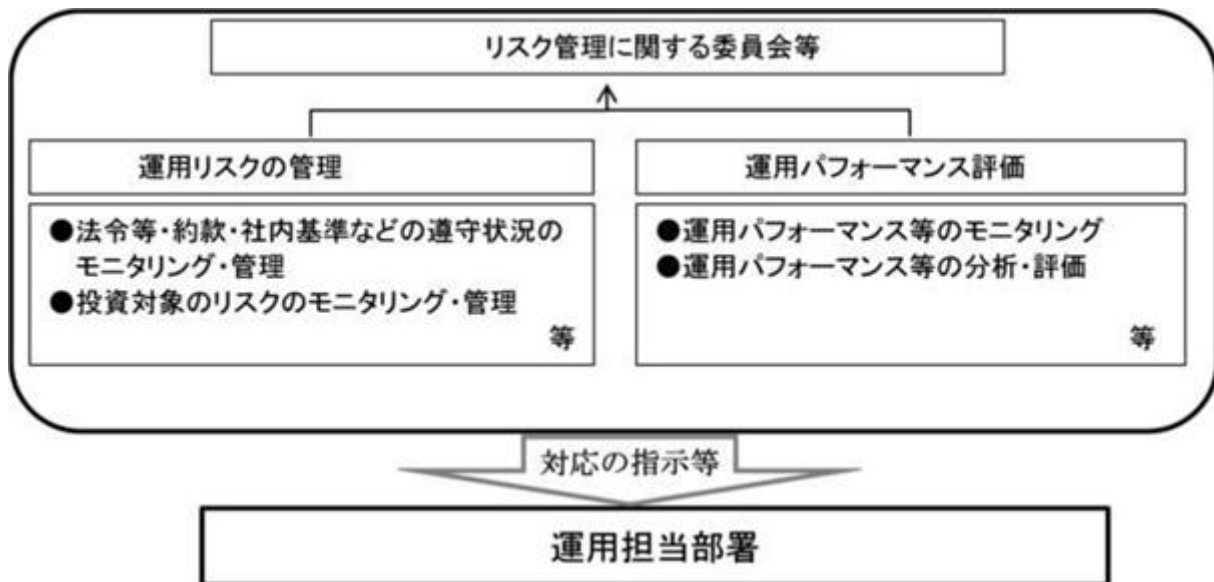 リスク管理に関する委員会等
運用リスクの管理
●法令等・約款・社内基準などの遵守状況の
モニタリング・管理
●投資対象のリスクのモニタリング・管理
等
運用パフォーマンス評価
●運用パフォーマンス等のモニタリング
●運用パフォーマンス等の分析・評価
等
対応の指示等
運用担当部署